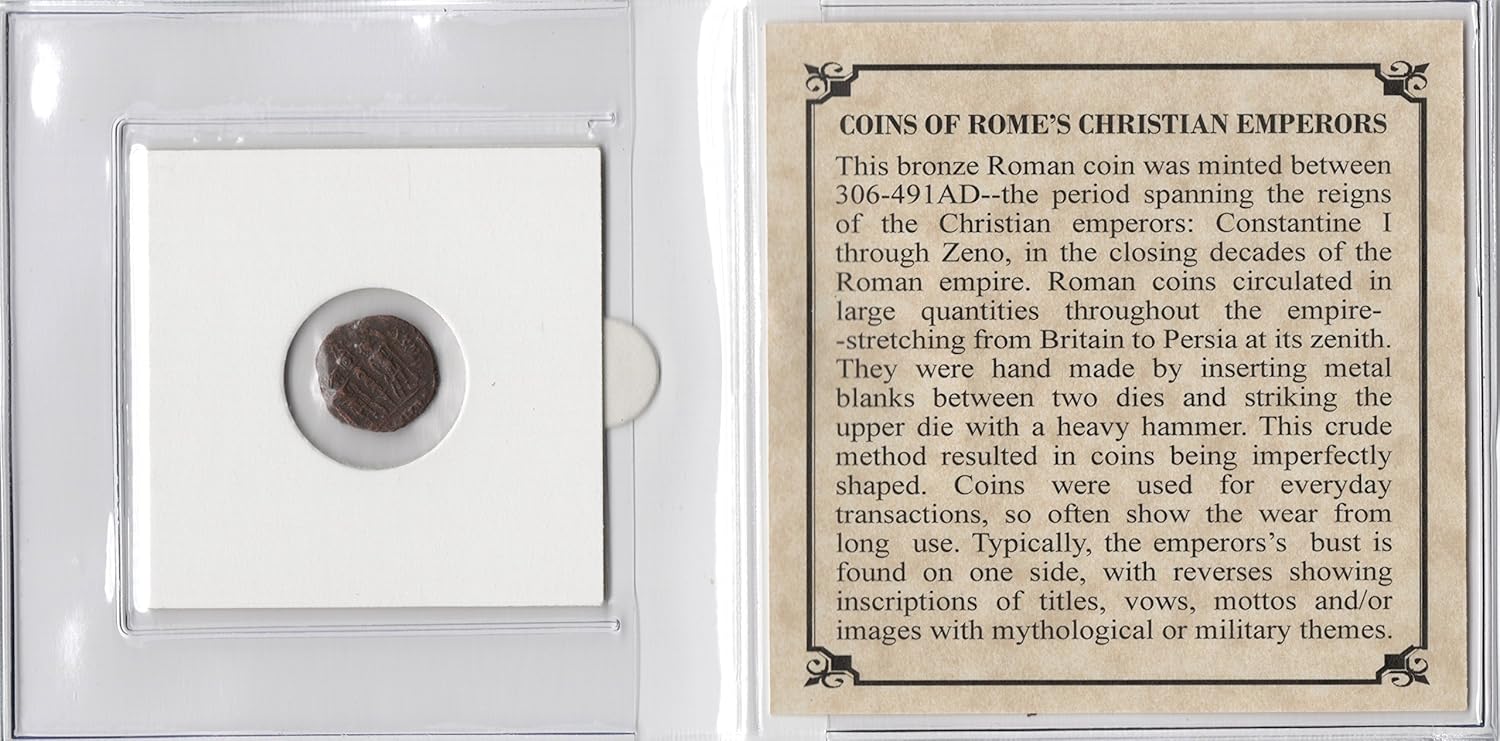 COINS OF ROME'S CHRISTIAN EMPERORS
This bronze Roman coin was minted between
306-491AD--the period spanning the reigns
of the Christian emperors: Constantine I
through Zeno, in the closing decades of the
Roman empire. Roman coins circulated in
large quantities throughout the empire-
-stretching from Britain to Persia at its zenith.
They were hand made by inserting metal
blanks between two dies and striking the
upper die with a heavy hammer. This crude
method resulted in coins being imperfectly
shaped. Coins were used for everyday
transactions, so often show the wear from
long use. Typically, the emperors's bust is
found on one side, with reverses showing
inscriptions of titles, vows, mottos and/or
images with mythological or military themes.